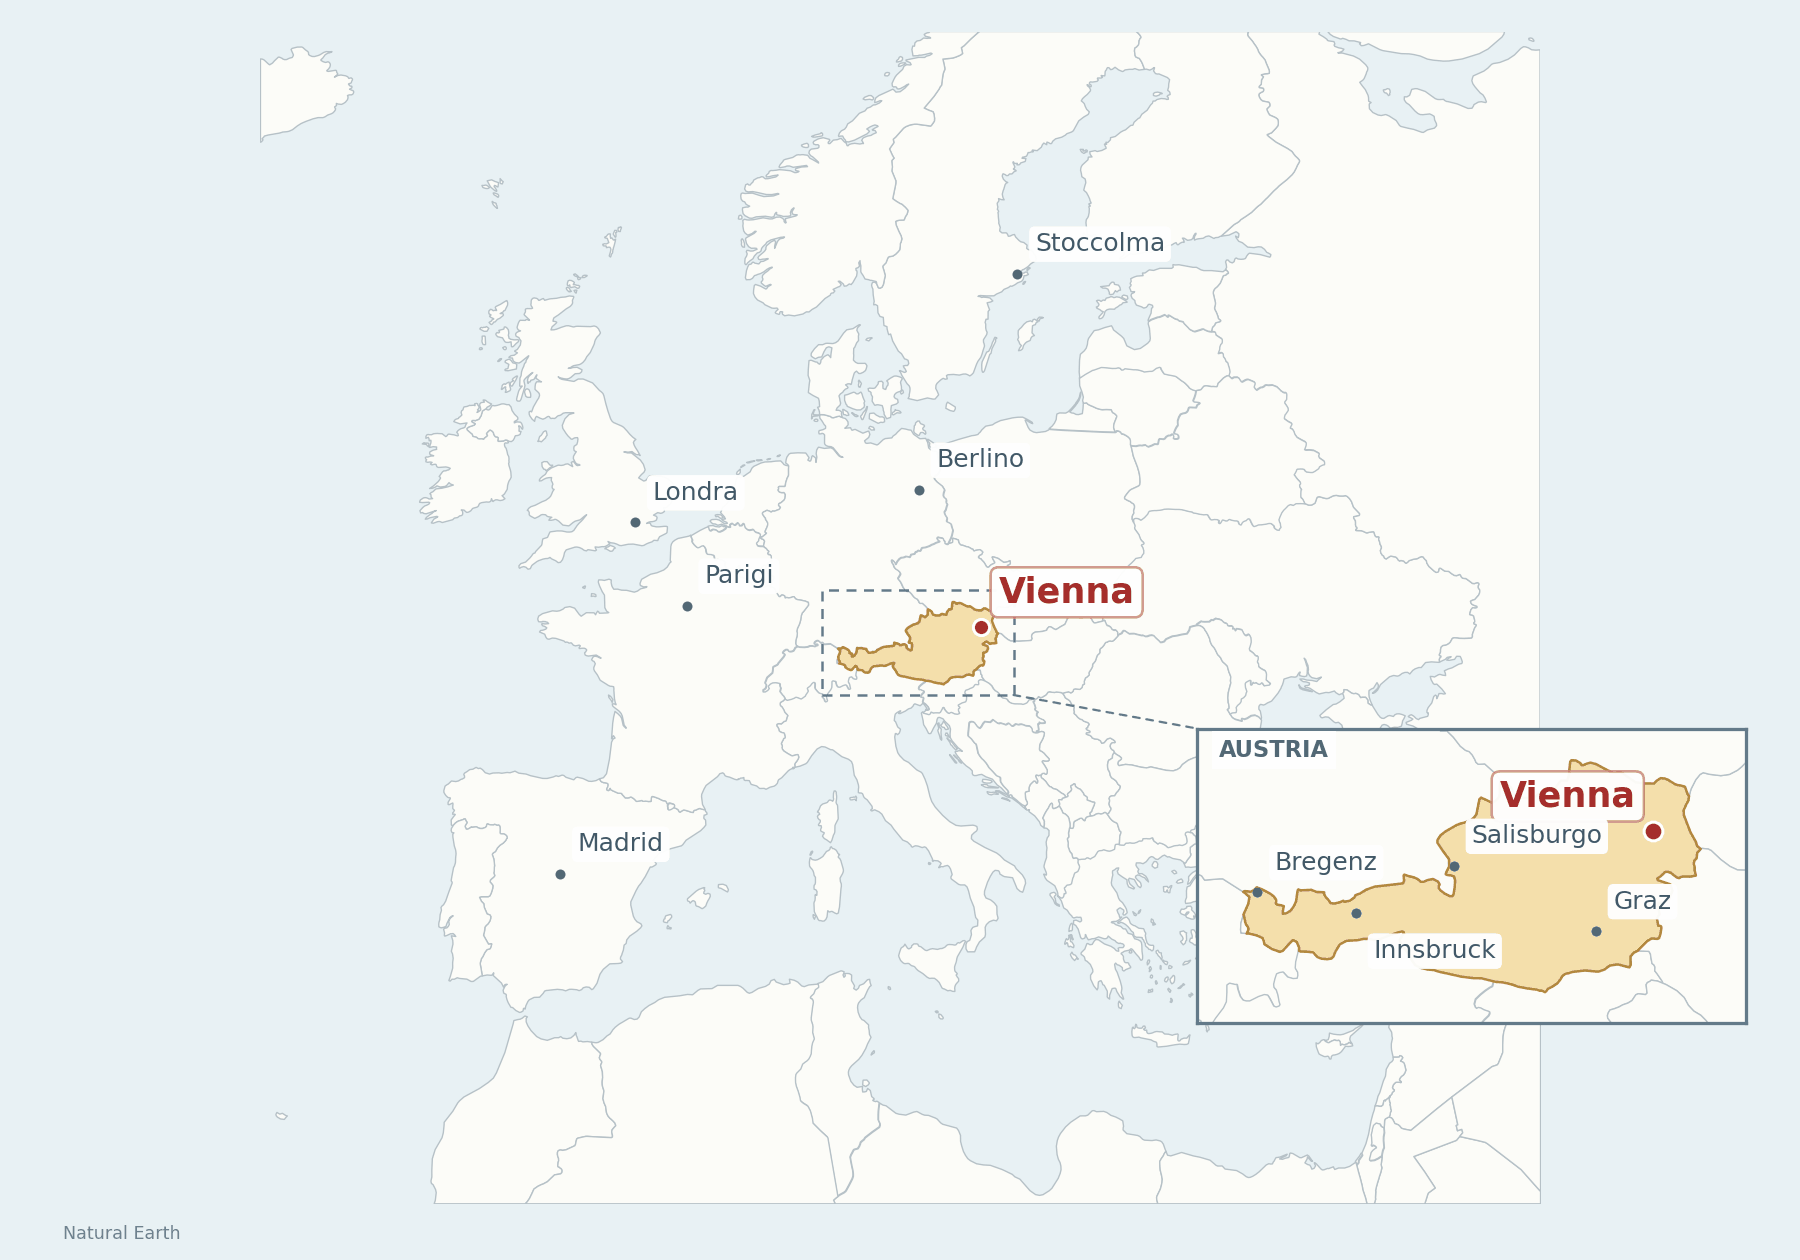 Stoccolma
Berlino
Londra
Parigi
Vienna
Madrid
AUSTRIA
Vienna
Salisburgo
Bregenz
Graz
Innsbruck
Natural Earth